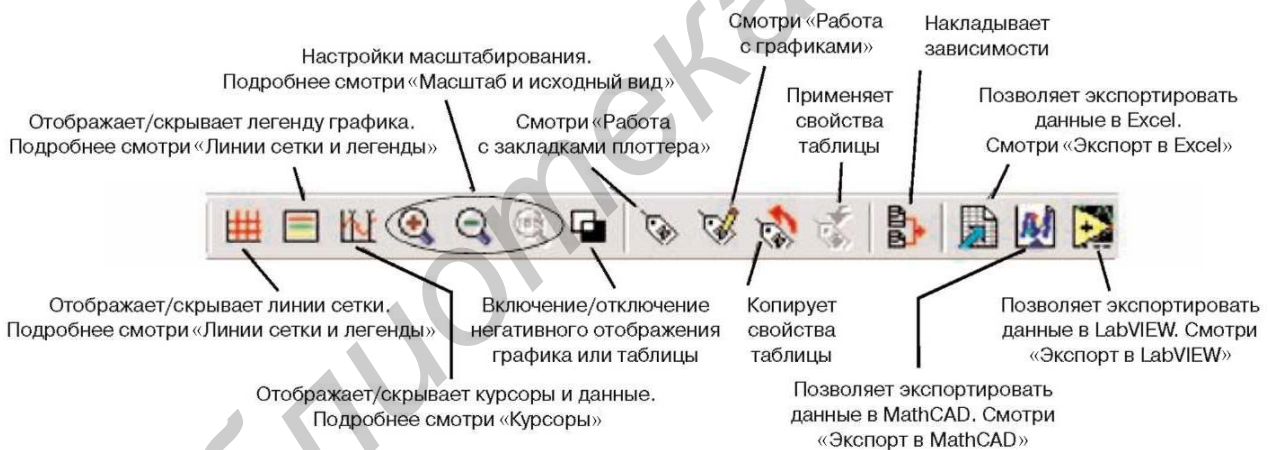 Смотри «Работа
с графиками»
Накладывает
зависимости
Настройки масштабирования.
Подробнее смотри «Масштаб и исходный вид»
Применяет
свойства
таблицы
Позволяет экспортировать
данные в Excel.
Смотри «Экспорт в Excel»
Отображает/скрывает легенду графика.
Подробнее смотри «Линии сетки и легенды»
Смотри «Работа
с закладками плоттера»
Отображает/скрывает линии сетки.
Подробнее смотри «Линии сетки и легенды»
Включение/отключение
негативного отображения
графика или таблицы
Копирует
свойства
таблицы
Позволяет экспортировать
данные в LabVIEW. Смотри
«Экспорт в LabVIEW»
Отображает/скрывает курсоры и данные.
Подробнее смотри «Курсоры»
Позволяет экспортировать
данные в MathCAD. Смотри
«Экспорт в MathCAD»